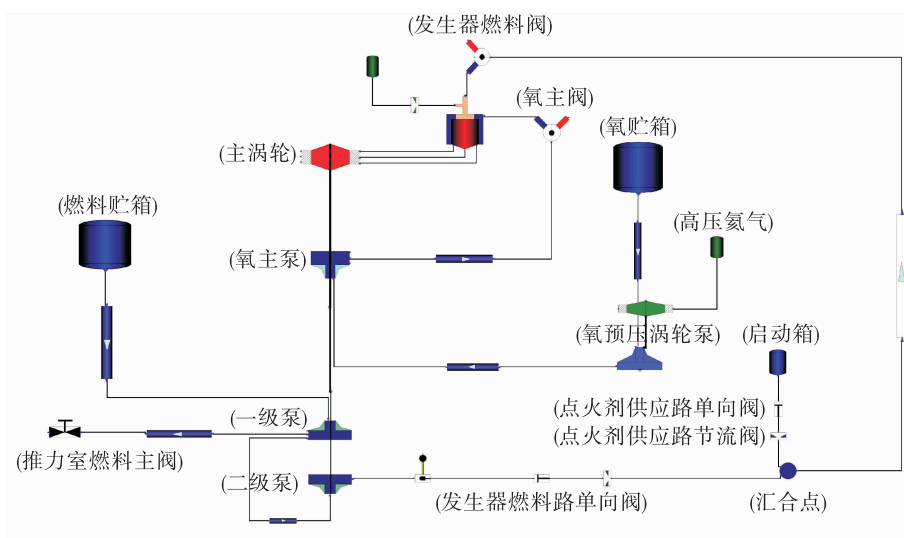 (发生器燃料阀)
(氧主阀)
(氧贮箱)
(主涡轮)
(燃料贮箱)
(高压氦气)
(氧主泵)
(氧预压涡轮泵)
(启动箱)
(一级泵)
(点火剂供应路单向阀)
(点火剂供应路节流阀)
(推力室燃料主阀)
(二级泵)
(发生器燃料路单向阀)
(汇合点)